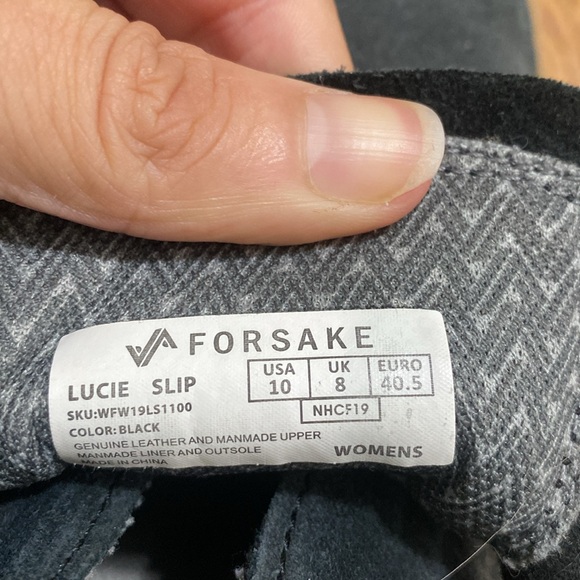 FORSAKE
LUCIE SLIP
SKU:WFW19LS1100
COLOR:BLACK
USA UK EURO
10 8 40.5
NHCF19
GENUINE LEATHER AND MANMADE UPPER
MANMADE LINER AND OUTSOLE
MADE IN CHINA
WOMENS